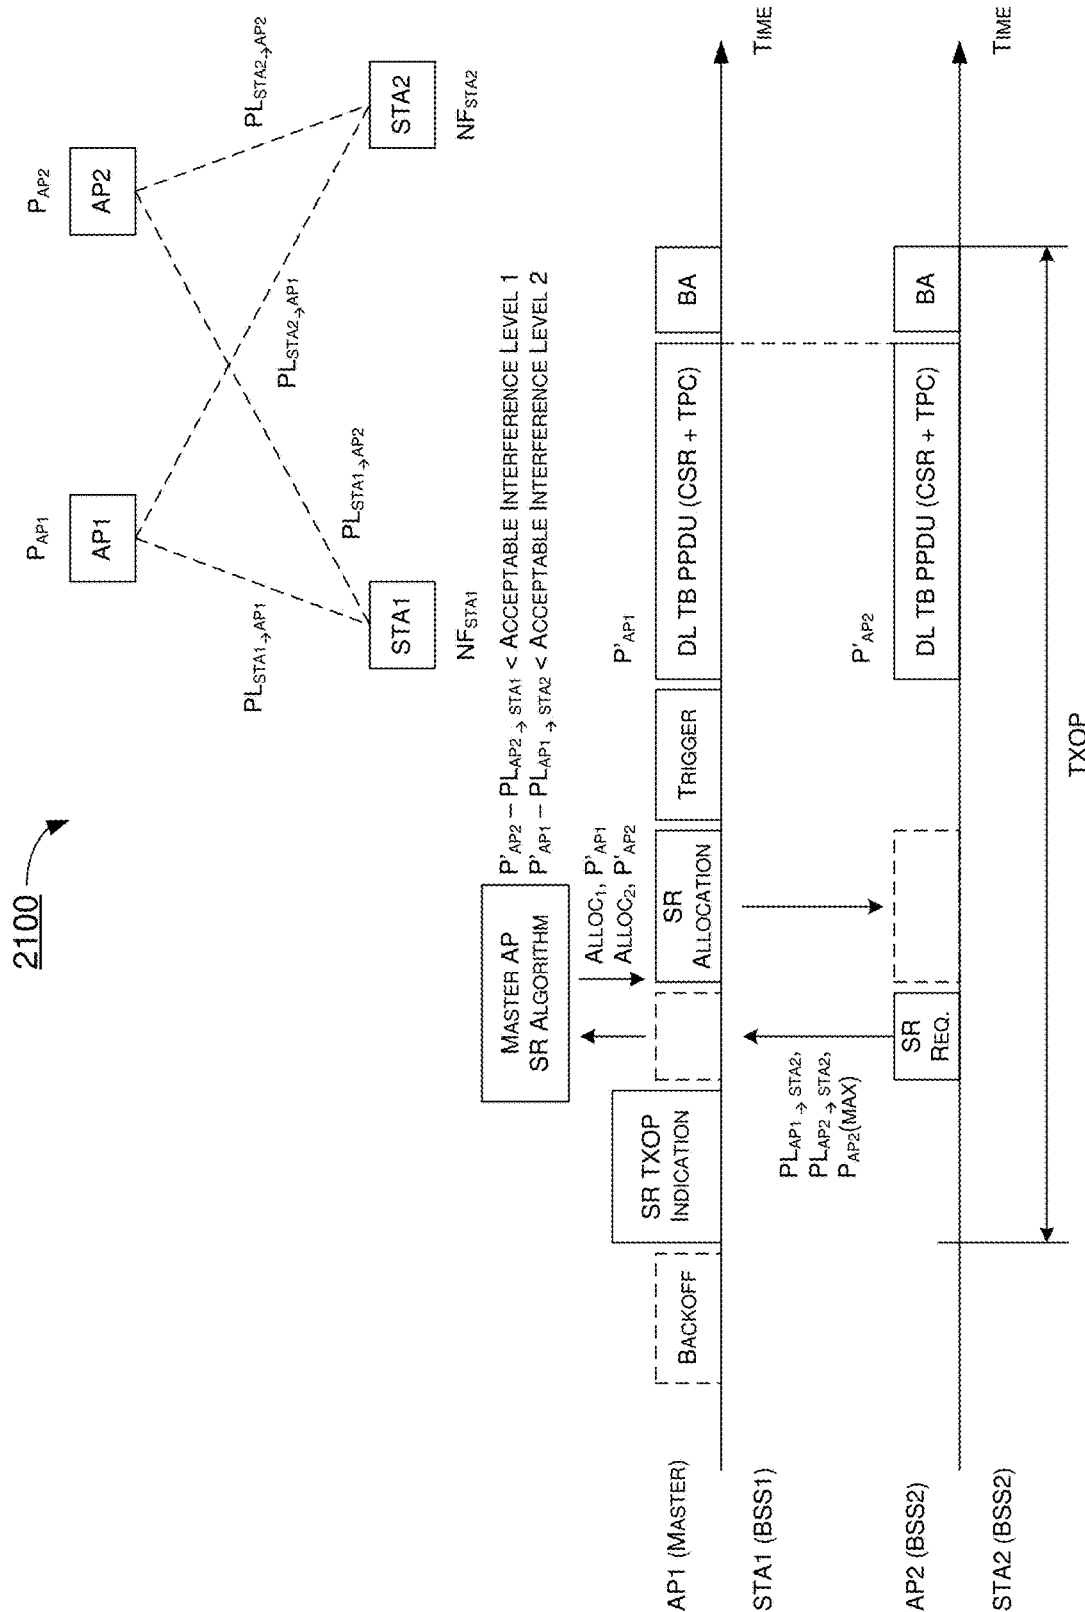 2100
P_AP1
P_AP2
AP1
AP2
PL_STA1→AP1
PL_STA2→AP2
PL_STA2→AP1
PL_STA1→AP2
STA1
STA2
NF_STA1
NF_STA2
MASTER AP
SR ALGORITHM
P'_AP2 – PL_AP2→STA1 < ACCEPTABLE INTERFERENCE LEVEL 1
P'_AP1 – PL_AP1→STA2 < ACCEPTABLE INTERFERENCE LEVEL 2
ALLOC_1, P'_AP1
ALLOC_2, P'_AP2
P'_AP1
AP1 (MASTER)
BACKOFF
SR TXOP
INDICATION
SR
ALLOCATION
TRIGGER
DL TB PPDU (CSR + TPC)
BA
STA1 (BSS1)
TIME
PL_AP1→STA2,
PL_AP2→STA2,
P_AP2(MAX)
P'_AP2
AP2 (BSS2)
SR
REQ.
DL TB PPDU (CSR + TPC)
BA
STA2 (BSS2)
TIME
TXOP